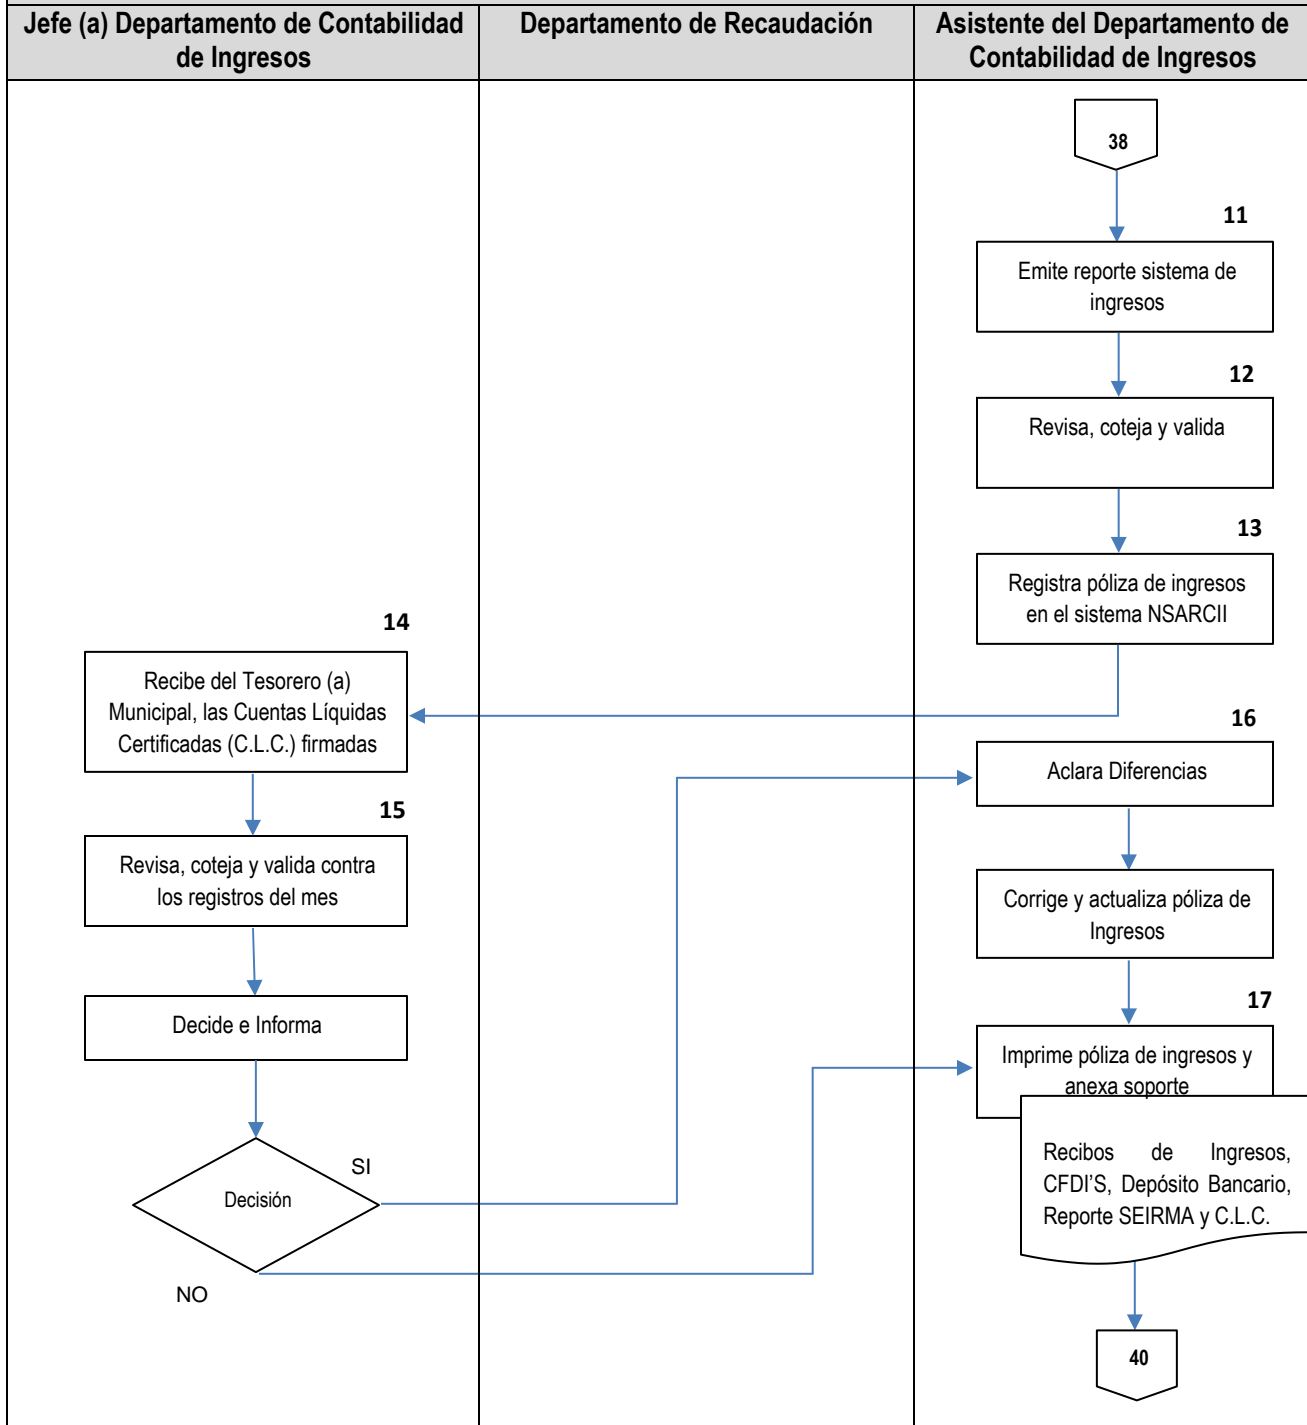 Jefe (a) Departamento de Contabilidad
de Ingresos
Departamento de Recaudación
Asistente del Departamento de
Contabilidad de Ingresos
38
11
Emite reporte sistema de
ingresos
12
Revisa, coteja y valida
13
Registra póliza de ingresos
en el sistema NSARCII
14
Recibe del Tesorero (a)
Municipal, las Cuentas Líquidas
Certificadas (C.L.C.) firmadas
16
Aclara Diferencias
15
Revisa, coteja y valida contra
los registros del mes
Corrige y actualiza póliza de
Ingresos
Decide e Informa
17
Imprime póliza de ingresos y
anexa soporte
Recibos de Ingresos,
CFDI'S, Depósito Bancario,
Reporte SEIRMA y C.L.C.
SI
Decisión
NO
40